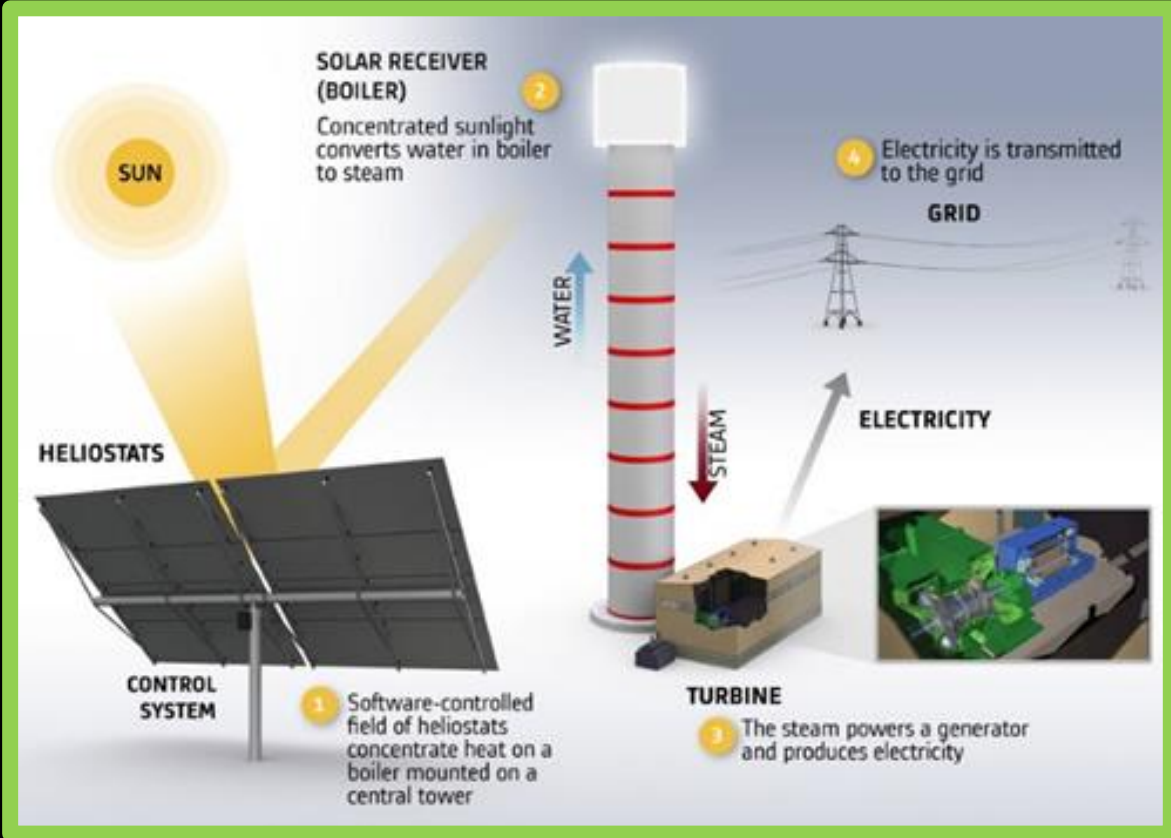 SUN
SOLAR RECEIVER
(BOILER)
2
Concentrated sunlight
converts water in boiler
to steam
4
Electricity is transmitted
to the grid
GRID
WATER
STEAM
ELECTRICITY
HELIOSTATS
CONTROL
SYSTEM
1
Software-controlled
field of heliostats
concentrate heat on a
boiler mounted on a
central tower
TURBINE
3
The steam powers a generator
and produces electricity